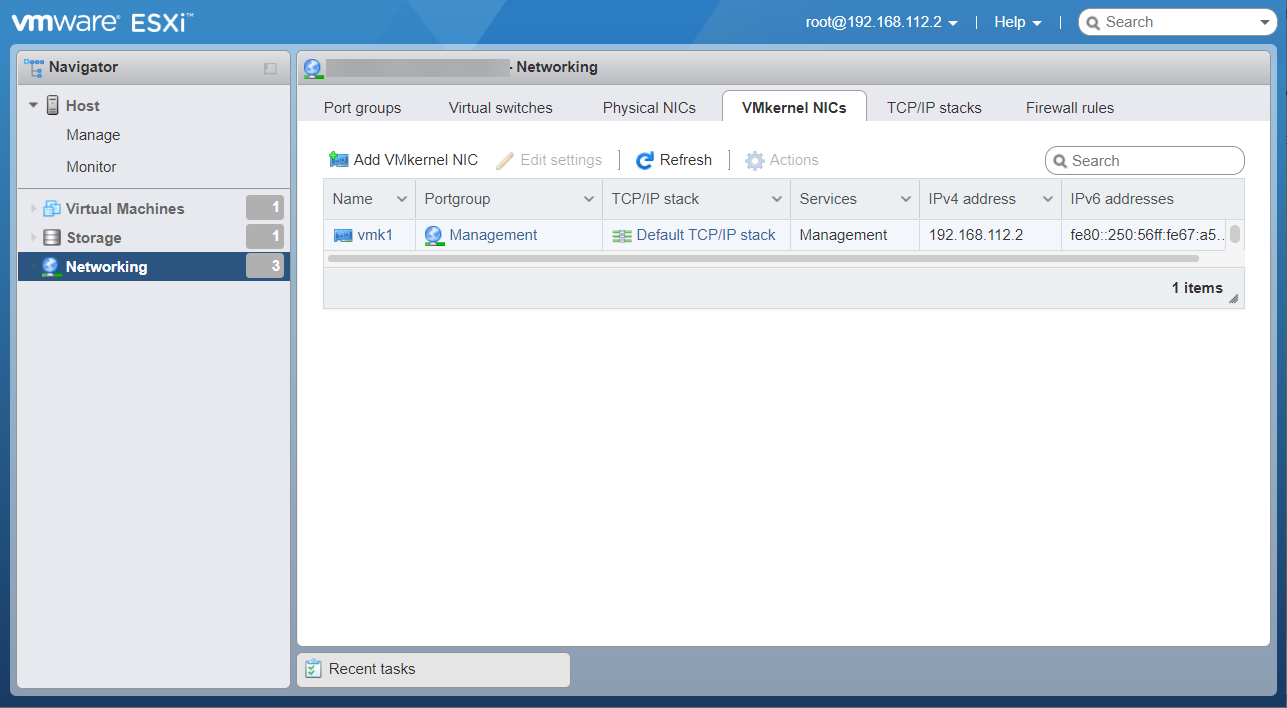 vmware® ESXi™
root@192.168.112.2 | Help | Search
Navigator
Host
Manage
Monitor
Virtual Machines 1
Storage 1
Networking 3
- Networking
Port groups Virtual switches Physical NICs VMkernel NICs TCP/IP stacks Firewall rules
Add VMkernel NIC Edit settings | Refresh | Actions Search
Name Portgroup TCP/IP stack Services IPv4 address IPv6 addresses
vmk1 Management Default TCP/IP stack Management 192.168.112.2 fe80::250:56ff:fe67:a5...
1 items
Recent tasks